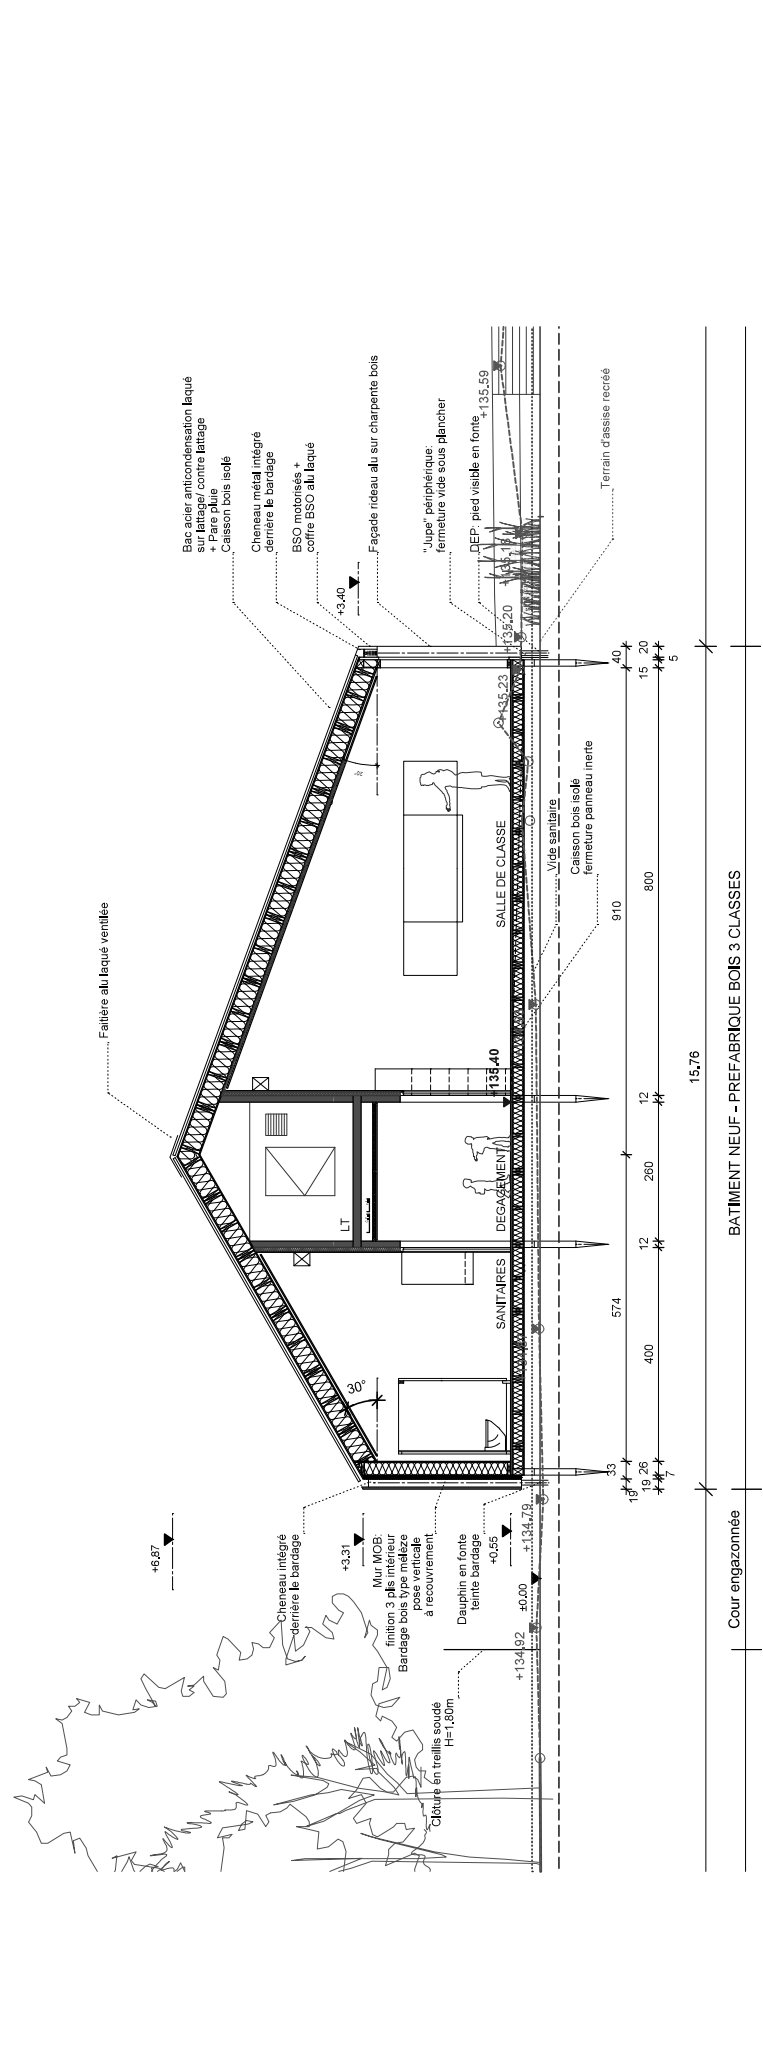 Bac acier anticondensation laqué
sur lattage/ contre lattage
+ Pare pluie
Caisson bois isolé
Cheneau métal intégré
derrière le bardage
BSO motorisés +
coffre BSO alu laqué
Façade rideau alu sur charpente bois
"Jupe" périphérique:
fermeture vide sous plancher
DEP: pied visible en fonte
Terrain d'assise recréé
Faitière alu laqué ventilée
+6.87
+3.31
+3.40
+0.55
±0.00
30°
30°
LT
SANITAIRES
DEGAGEMENT
SALLE DE CLASSE
+135.40
+134.92
+134.79
+135.23
+135.20
+135.13
+135.59
Cheneau intégré
derrière le bardage
Mur MOB:
finition 3 plis intérieur
Bardage bois type mélèze
pose verticale
à recouvrement
Dauphin en fonte
teinte bardage
Clôture en treillis soudé
H=1.80m
Vide sanitaire
Caisson bois isolé
fermeture panneau inerte
19 33 574 910 40
19 7 26 400 12 260 12 800 15 5 20
15.76
Cour engazonnée
BATIMENT NEUF - PREFABRIQUE BOIS 3 CLASSES